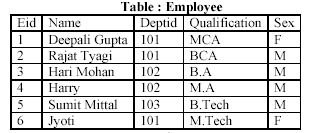 Table : Employee
Eid Name Deptid Qualification Sex
1 Deepali Gupta 101 MCA F
2 Rajat Tyagi 101 BCA M
3 Hari Mohan 102 B.A M
4 Harry 102 M.A M
5 Sumit Mittal 103 B.Tech M
6 Jyoti 101 M.Tech F